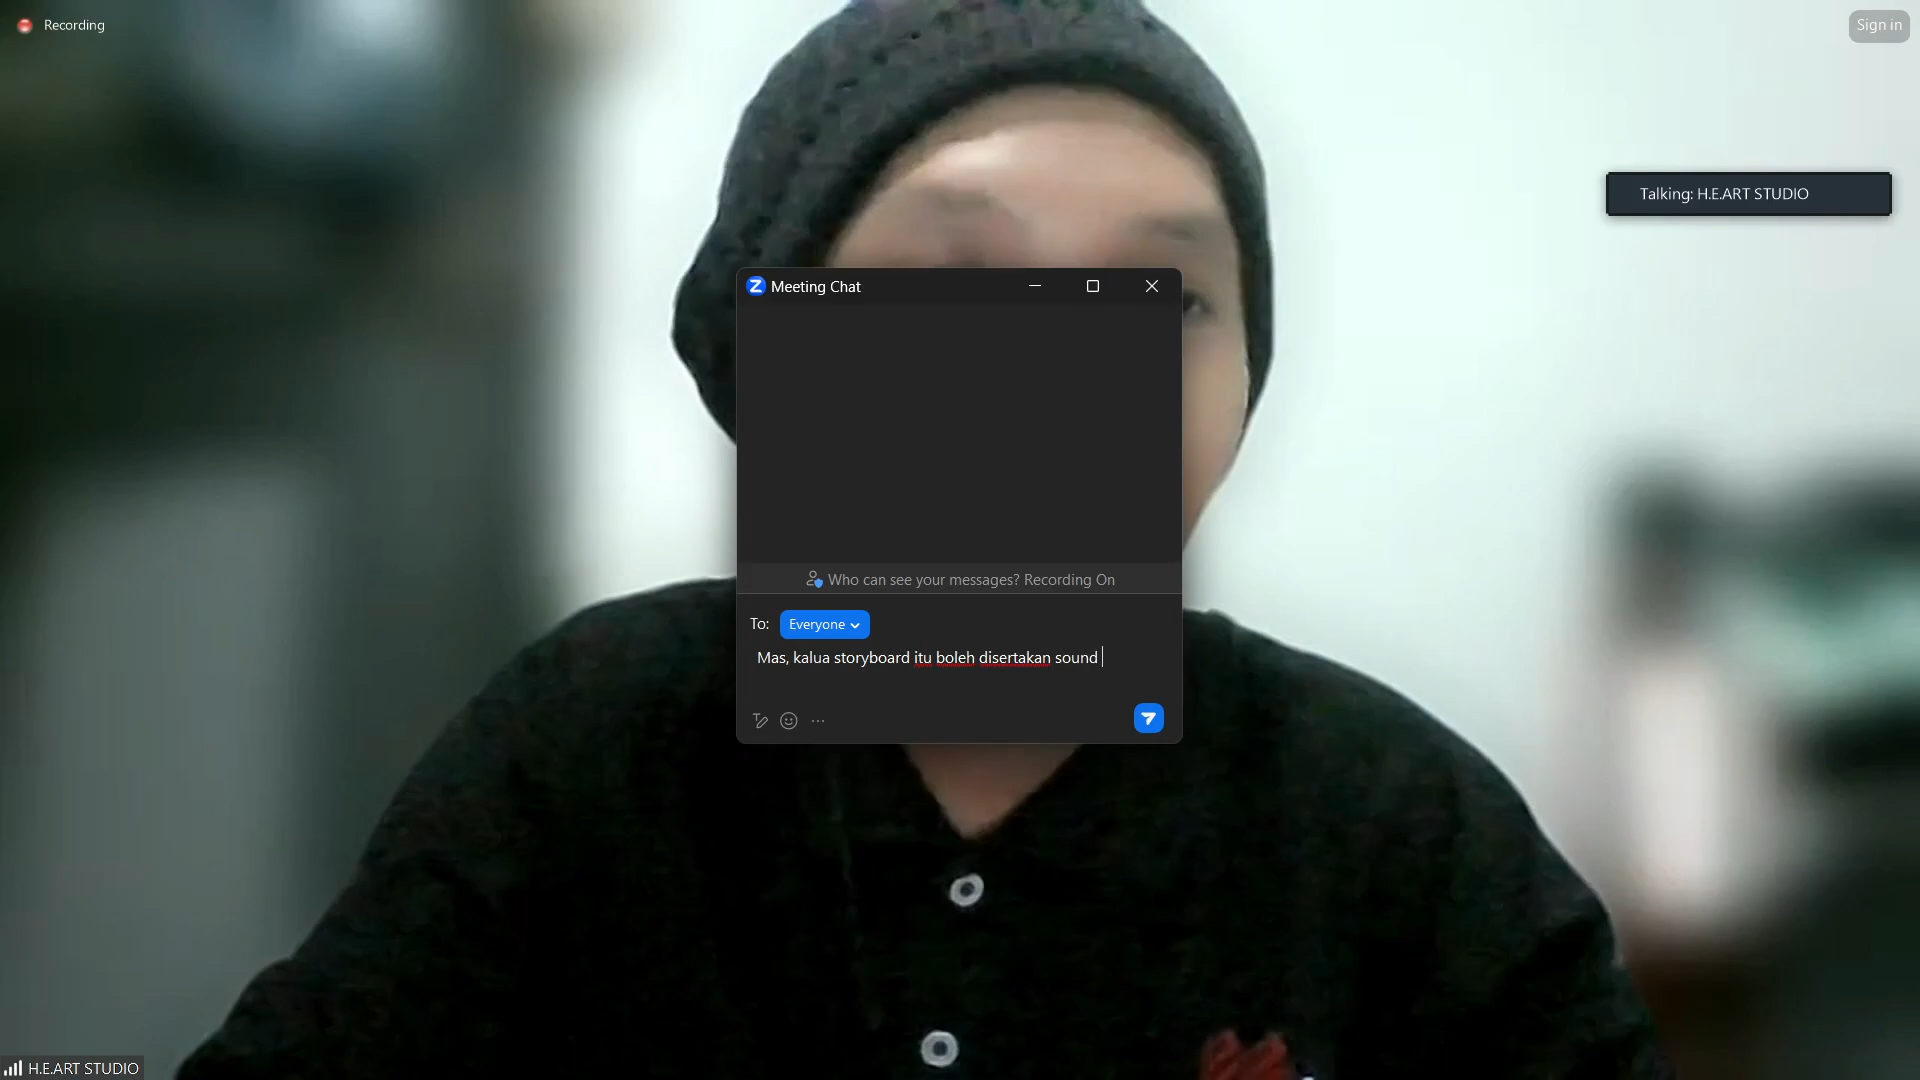 Recording
Sign in
Talking: H.E.ART STUDIO
Meeting Chat
Who can see your messages? Recording On
To: Everyone
Mas, kalua storyboard itu boleh disertakan sound
H.E.ART STUDIO